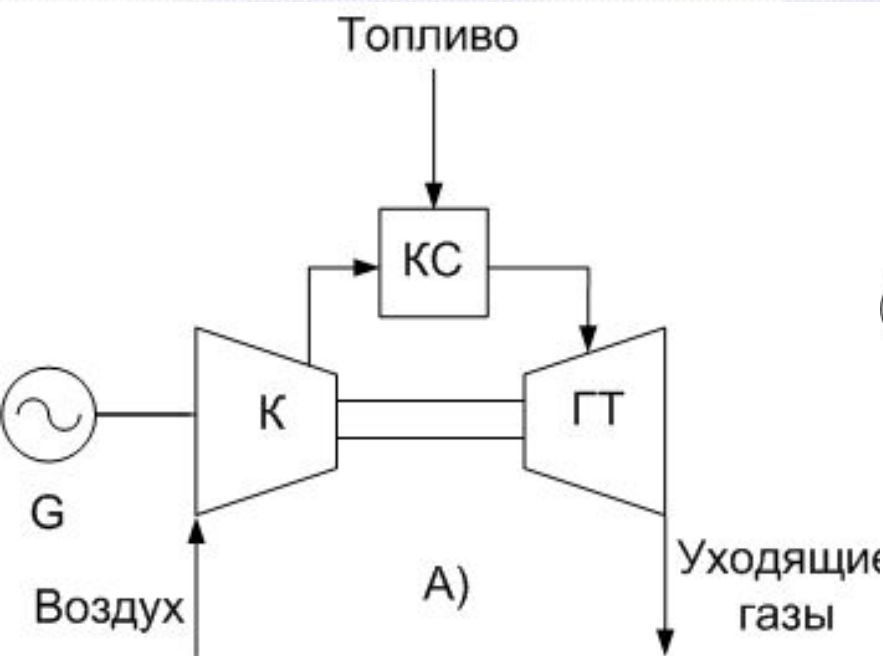 Топливо
КС
К
ГТ
G
Воздух
А)
Уходящие
газы